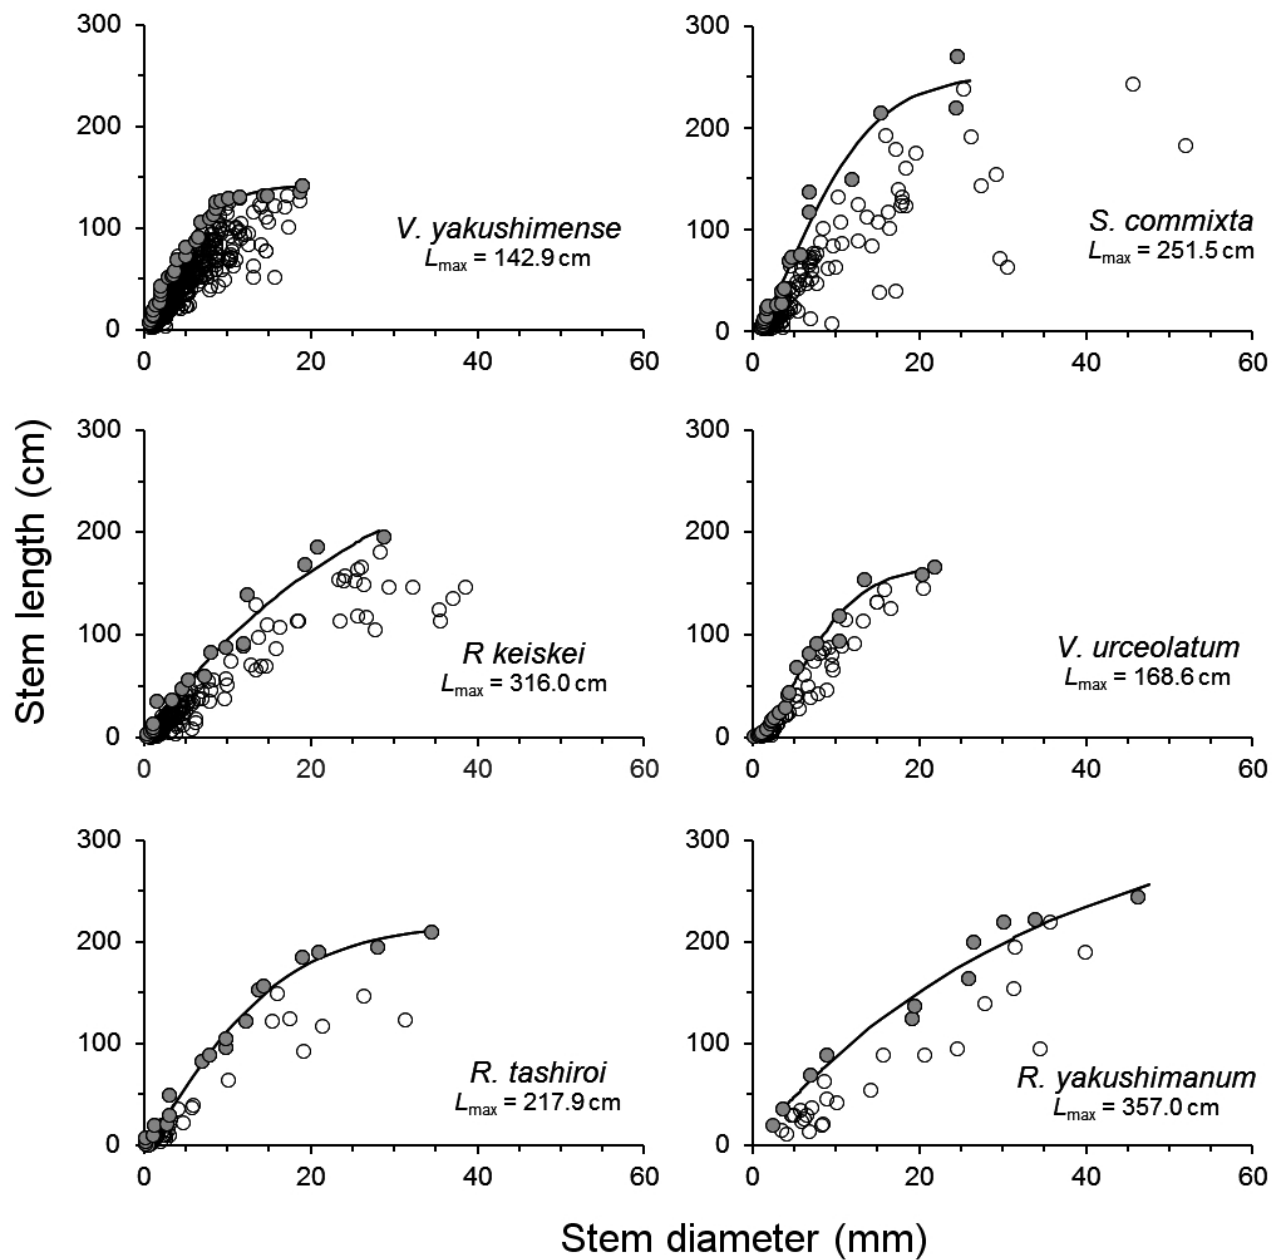 300
200
100
0
0 20 40 60
V. yakushimense
Lmax = 142.9 cm
300
200
100
0
0 20 40 60
S. commixta
Lmax = 251.5 cm
Stem length (cm)
300
200
100
0
0 20 40 60
R keiskei
Lmax = 316.0 cm
300
200
100
0
0 20 40 60
V. urceolatum
Lmax = 168.6 cm
300
200
100
0
0 20 40 60
R. tashiroi
Lmax = 217.9 cm
300
200
100
0
0 20 40 60
R. yakushimanum
Lmax = 357.0 cm
Stem diameter (mm)